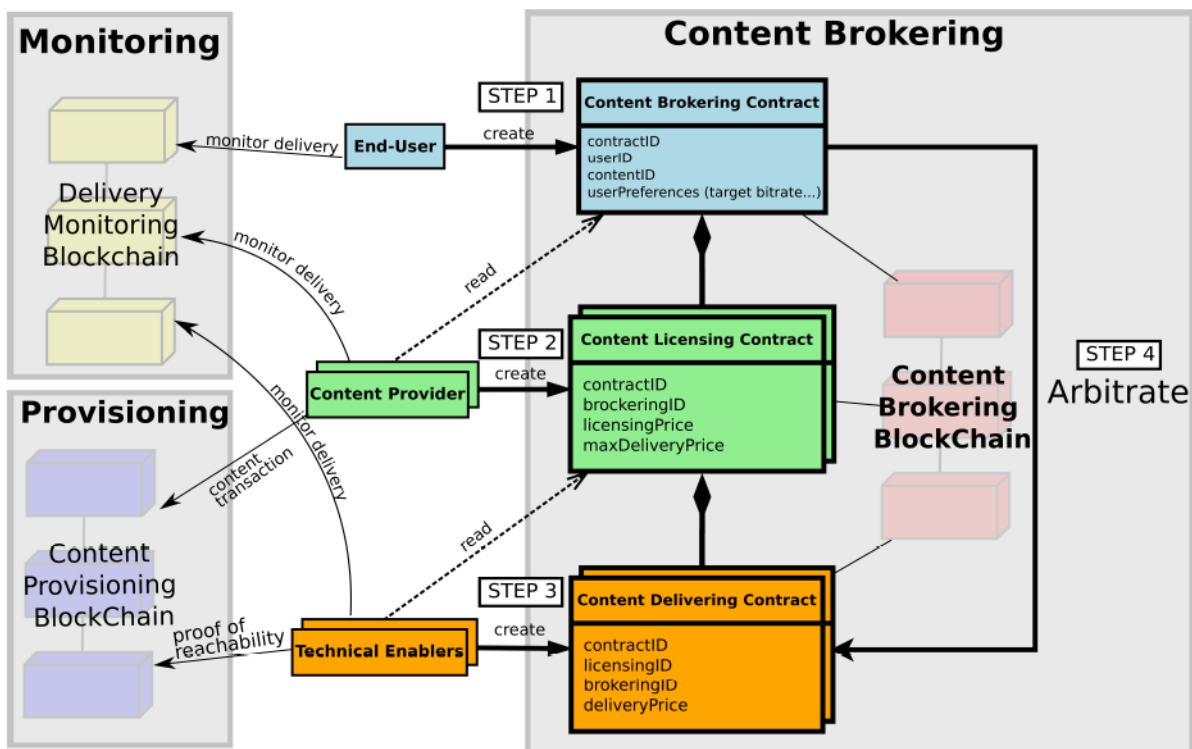 Monitoring
monitor delivery
Delivery
Monitoring
Blockchain
monitor delivery
monitor delivery
Provisioning
content
transaction
Content
Provisioning
BlockChain
proof of
reachability
End-User
Content Provider
Technical Enablers
Content Brokering
STEP 1
create
Content Brokering Contract
contractID
userID
contentID
userPreferences (target bitrate...)
read
STEP 2
create
Content Licensing Contract
contractID
brockeringID
licensingPrice
maxDeliveryPrice
read
STEP 3
create
Content Delivering Contract
contractID
licensingID
brokeringID
deliveryPrice
Content
Brokering
BlockChain
STEP 4
Arbitrate